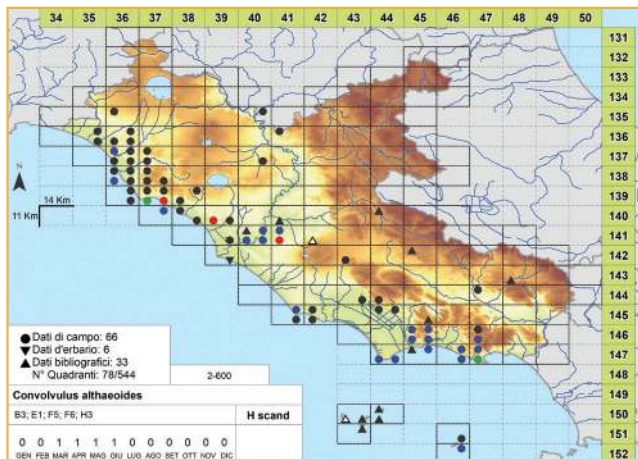 34 35 36 37 38 39 40 41 42 43 44 45 46 47 48 49 50
131
132
133
134
135
136
137
138
139
140
141
142
143
144
145
146
147
148
149
150
151
152
N
14 Km
11 Km
Dati di campo: 66
Dati d'erbario: 6
Dati bibliografici: 33
N° Quadranti: 78/544
2-600
Convolvulus althaeoides
B3; E1; F5; F6; H3
H scand
0 0 1 1 1 1 0 0 0 0 0 0
GEN FEB MAR APR MAG GIU LUG AGO SET OTT NOV DIC